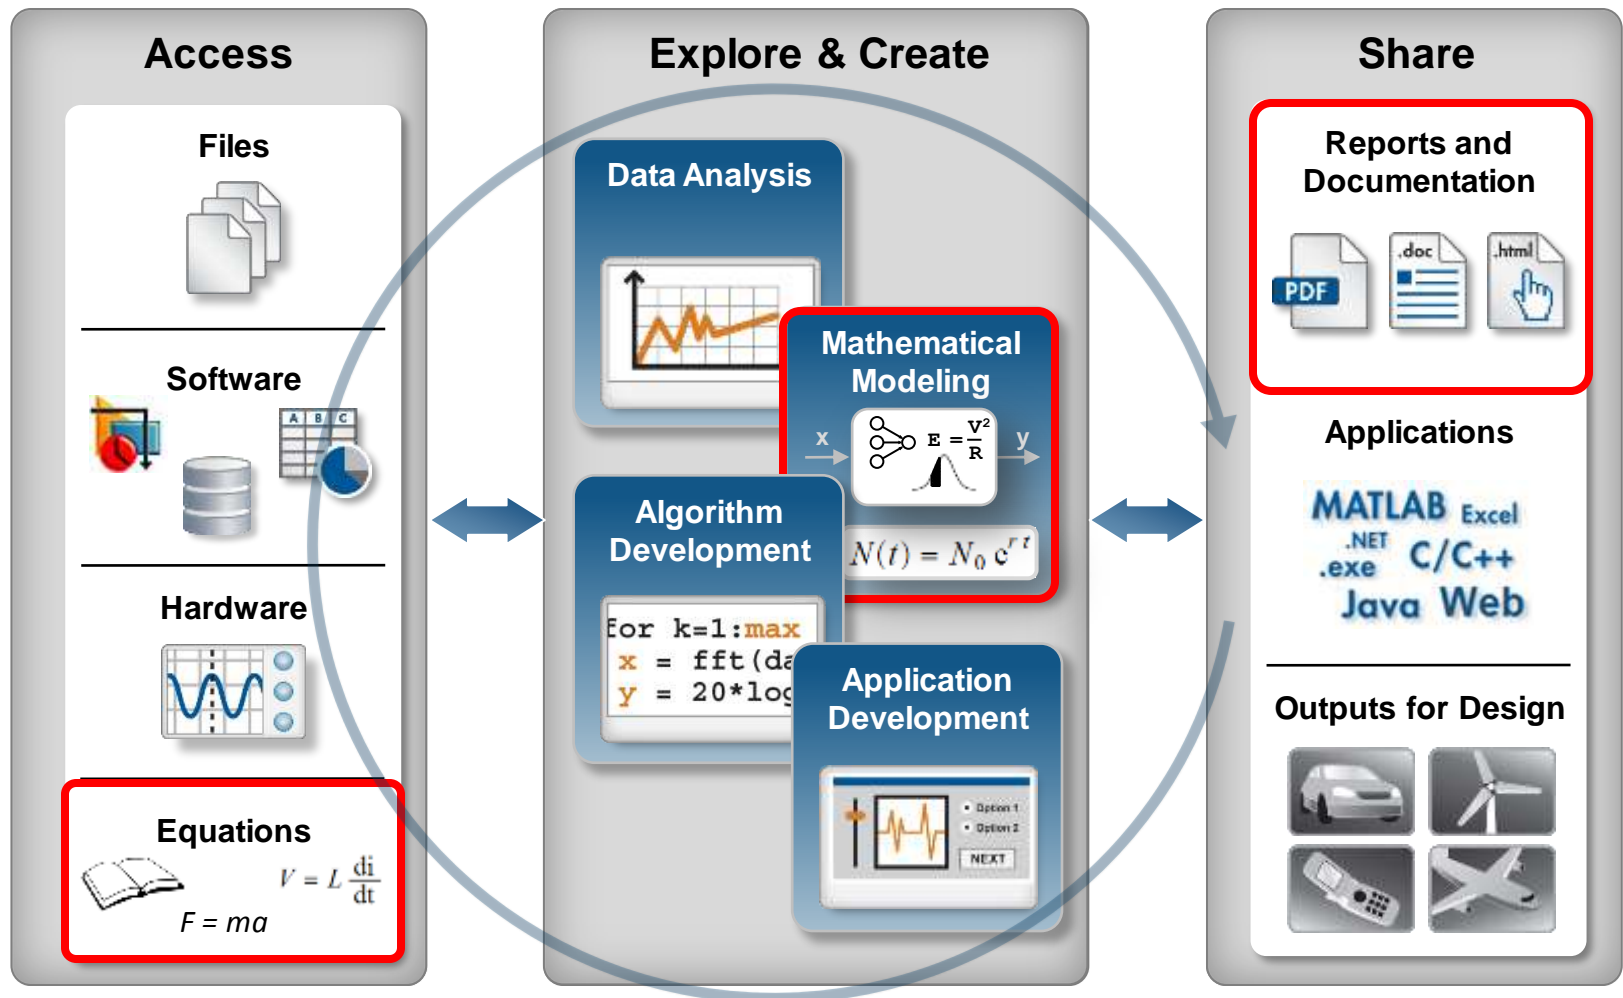 Access
Files
Software
A B C
Hardware
Equations
V = L di/dt
F = ma
Explore & Create
Data Analysis
Mathematical
Modeling
x
E = V²/R
y
N(t) = N₀ e^{r t}
Algorithm
Development
for k=1:max
x = fft(da
y = 20*log
Application
Development
Option 1
Option 2
NEXT
Share
Reports and
Documentation
PDF
.doc
.html
Applications
MATLAB Excel
.NET
.exe C/C++
Java Web
Outputs for Design